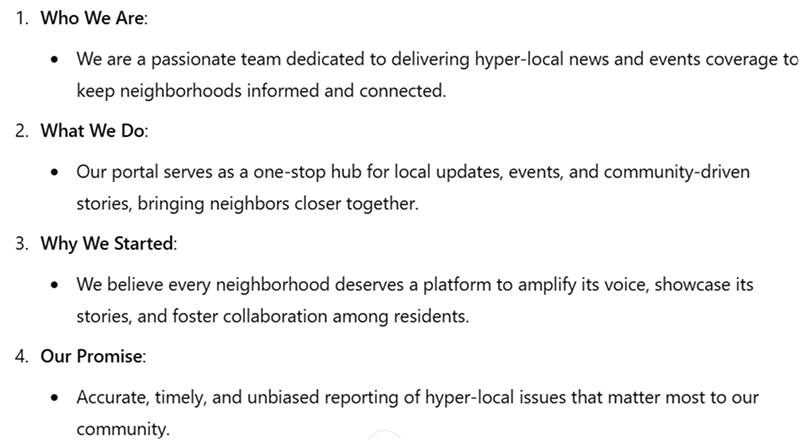 1. Who We Are:
• We are a passionate team dedicated to delivering hyper-local news and events coverage to
keep neighborhoods informed and connected.
2. What We Do:
• Our portal serves as a one-stop hub for local updates, events, and community-driven
stories, bringing neighbors closer together.
3. Why We Started:
• We believe every neighborhood deserves a platform to amplify its voice, showcase its
stories, and foster collaboration among residents.
4. Our Promise:
• Accurate, timely, and unbiased reporting of hyper-local issues that matter most to our
community.